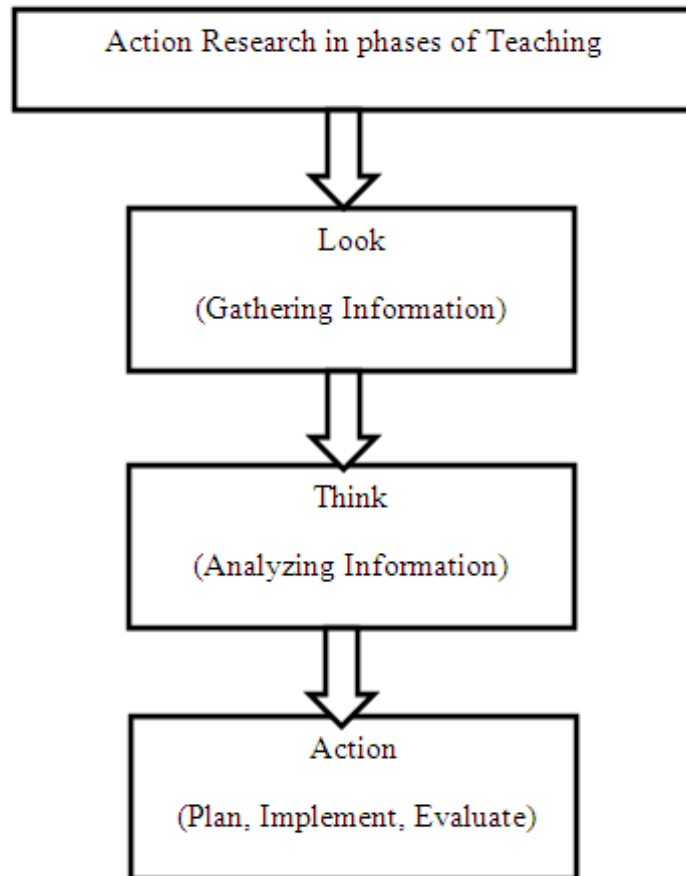 Action Research in phases of Teaching
Look
(Gathering Information)
Think
(Analyzing Information)
Action
(Plan, Implement, Evaluate)